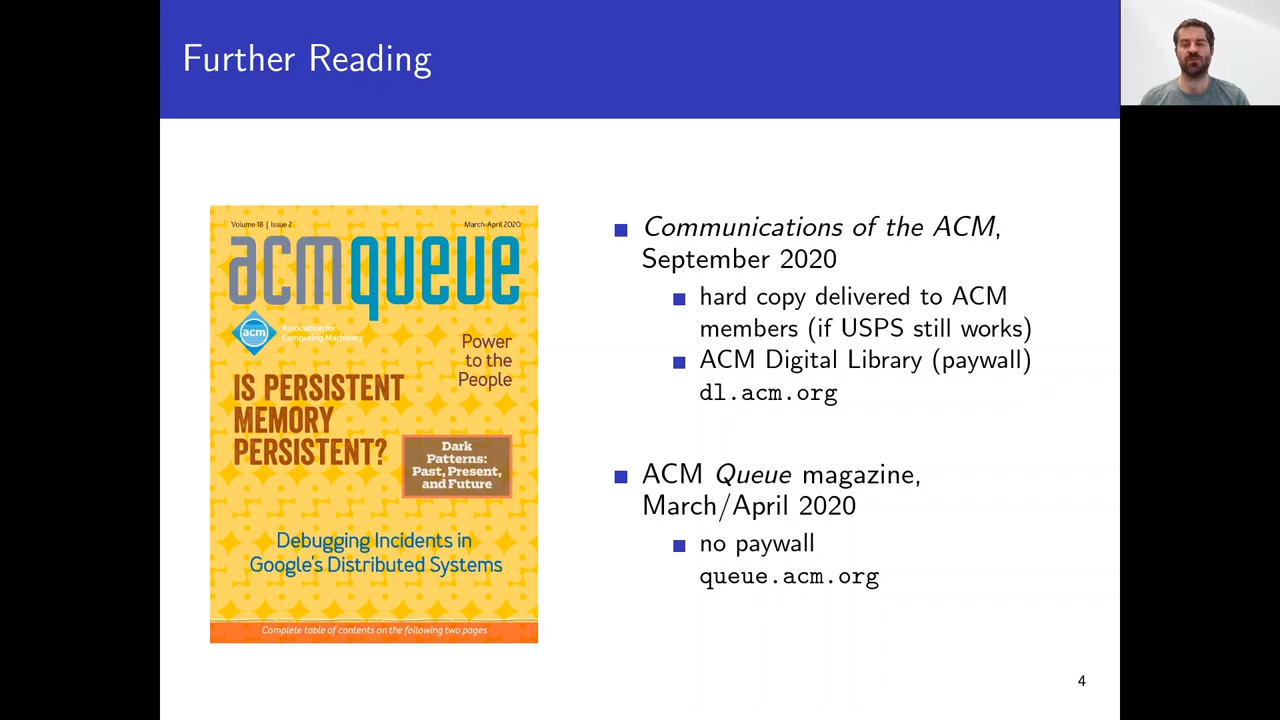 Further Reading
Volume 18 | Issue 2
March-April 2020
acmqueue
acm
Association for
Computing Machinery
Power
to the
People
IS PERSISTENT
MEMORY
PERSISTENT?
Dark
Patterns:
Past, Present,
and Future
Debugging Incidents in
Google's Distributed Systems
Complete table of contents on the following two pages
Communications of the ACM,
September 2020
hard copy delivered to ACM
members (if USPS still works)
ACM Digital Library (paywall)
dl.acm.org
ACM Queue magazine,
March/April 2020
no paywall
queue.acm.org
4